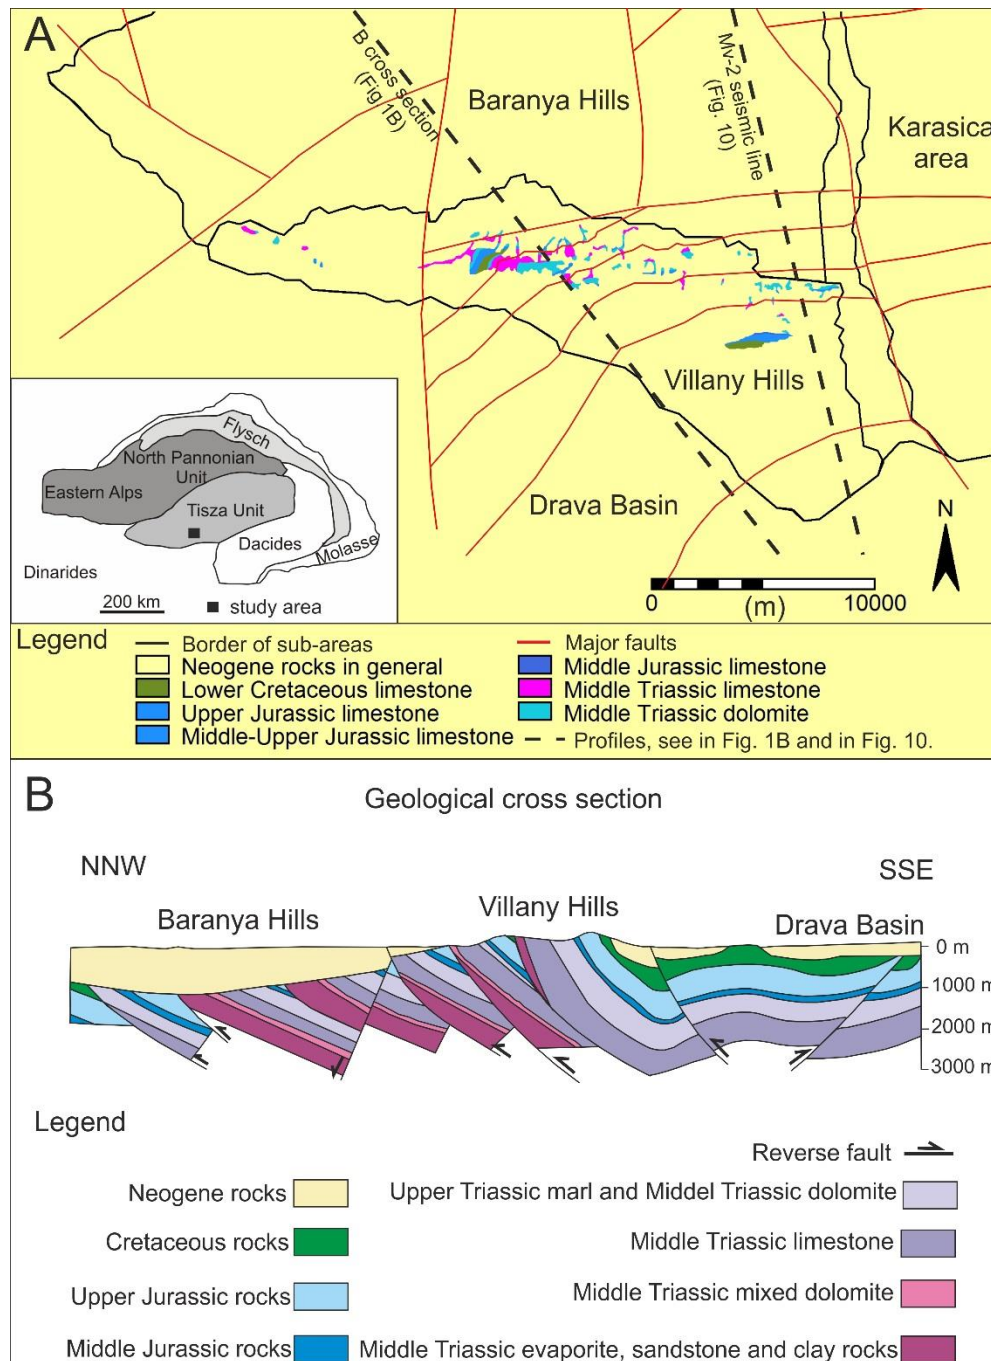 A
B cross section
(Fig 1B)
Baranya Hills
Mv-2 seismic line
(Fig. 10)
Karasica
area
Villany Hills
Drava Basin
N
0
(m)
10000
Flysch
North Pannonian
Unit
Eastern Alps
Tisza Unit
Dacides
Molasse
Dinarides
200 km
study area
Legend
Border of sub-areas
Major faults
Neogene rocks in general
Middle Jurassic limestone
Lower Cretaceous limestone
Middle Triassic limestone
Upper Jurassic limestone
Middle Triassic dolomite
Middle-Upper Jurassic limestone
Profiles, see in Fig. 1B and in Fig. 10.
B
Geological cross section
NNW
SSE
Baranya Hills
Villany Hills
Drava Basin
0 m
1000 m
2000 m
3000 m
Legend
Reverse fault
Neogene rocks
Upper Triassic marl and Middel Triassic dolomite
Cretaceous rocks
Middle Triassic limestone
Upper Jurassic rocks
Middle Triassic mixed dolomite
Middle Jurassic rocks
Middle Triassic evaporite, sandstone and clay rocks